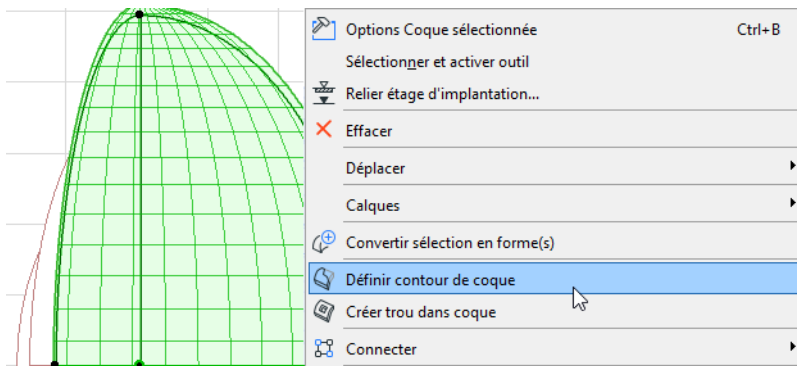 Options Coque sélectionnée Ctrl+B
Sélectionner et activer outil
Relier étage d'implantation...
Effacer
Déplacer
Calques
Convertir sélection en forme(s)
Définir contour de coque
Créer trou dans coque
Connecter